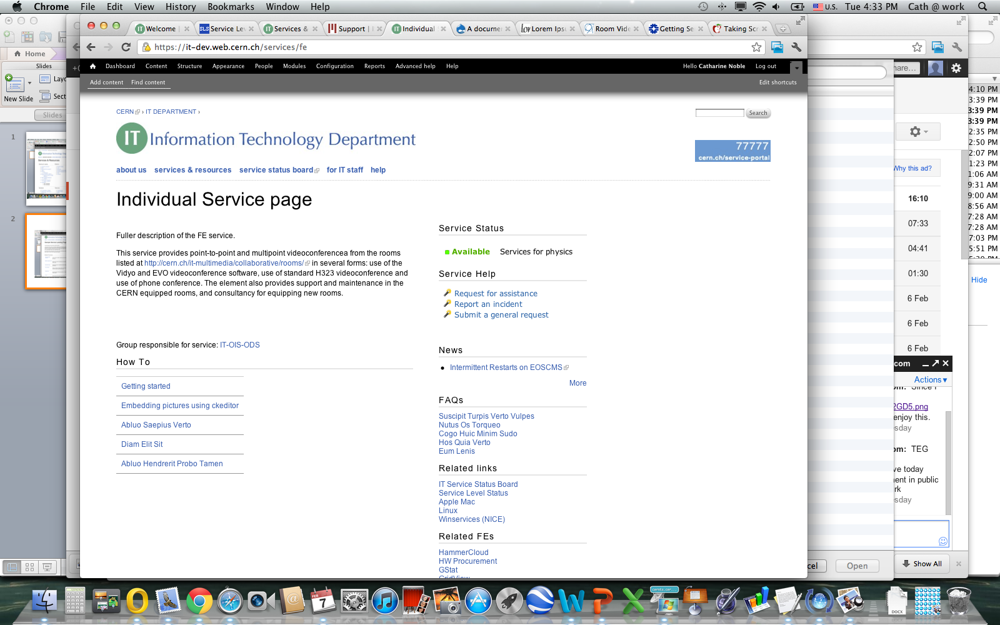 Chrome File Edit View History Bookmarks Window Help U.S. Tue 4:33 PM Cath @ work
Welcome Service Le Services & Support | Individual A docume Lorem Ipsu Room Vide Getting Se Taking Scr
https://it-dev.web.cern.ch/services/fe
Home
Slides
New Slide
Slides
1
2
Dashboard Content Structure Appearance People Modules Configuration Reports Advanced help Help
Hello Catharine Noble Log out
Add content Find content
Edit shortcuts
CERN › IT DEPARTMENT ›
Search
IT Information Technology Department
77777
cern.ch/service-portal
about us services & resources service status board for IT staff help
Individual Service page
Fuller description of the FE service.
This service provides point-to-point and multipoint videoconferencea from the rooms
listed at http://cern.ch/it-multimedia/collaborative/rooms/ in several forms: use of the
Vidyo and EVO videoconference software, use of standard H323 videoconference and
use of phone conference. The element also provides support and maintenance in the
CERN equipped rooms, and consultancy for equipping new rooms.
Group responsible for service: IT-OIS-ODS
How To
Getting started
Embedding pictures using ckeditor
Abluo Saepius Verto
Diam Elit Sit
Abluo Hendrerit Probo Tamen
Service Status
Available Services for physics
Service Help
Request for assistance
Report an incident
Submit a general request
News
Intermittent Restarts on EOSCMS
More
FAQs
Suscipit Turpis Verto Vulpes
Nutus Os Torqueo
Cogo Huic Minim Sudo
Hos Quia Verto
Eum Lenis
Related links
IT Service Status Board
Service Level Status
Apple Mac
Linux
Winservices (NICE)
Related FEs
HammerCloud
HW Procurement
GStat
GridView
hare...
Why this ad?
16:10
07:33
04:41
01:30
6 Feb
6 Feb
6 Feb
com
Actions
om: Since I
2GD5.png
enjoy this.
sday
om: TEG
ve today
ent in public
rk
sday
cel Open
Show All
4:10 PM
3:39 PM
3:39 PM
3:39 PM
2:35 PM
2:50 PM
2:07 PM
1:23 PM
1:06 AM
9:31 AM
9:00 AM
8:56 AM
7:28 AM
7:28 AM
7:03 PM
5:51 PM
Hide
FEB
7
DOCX